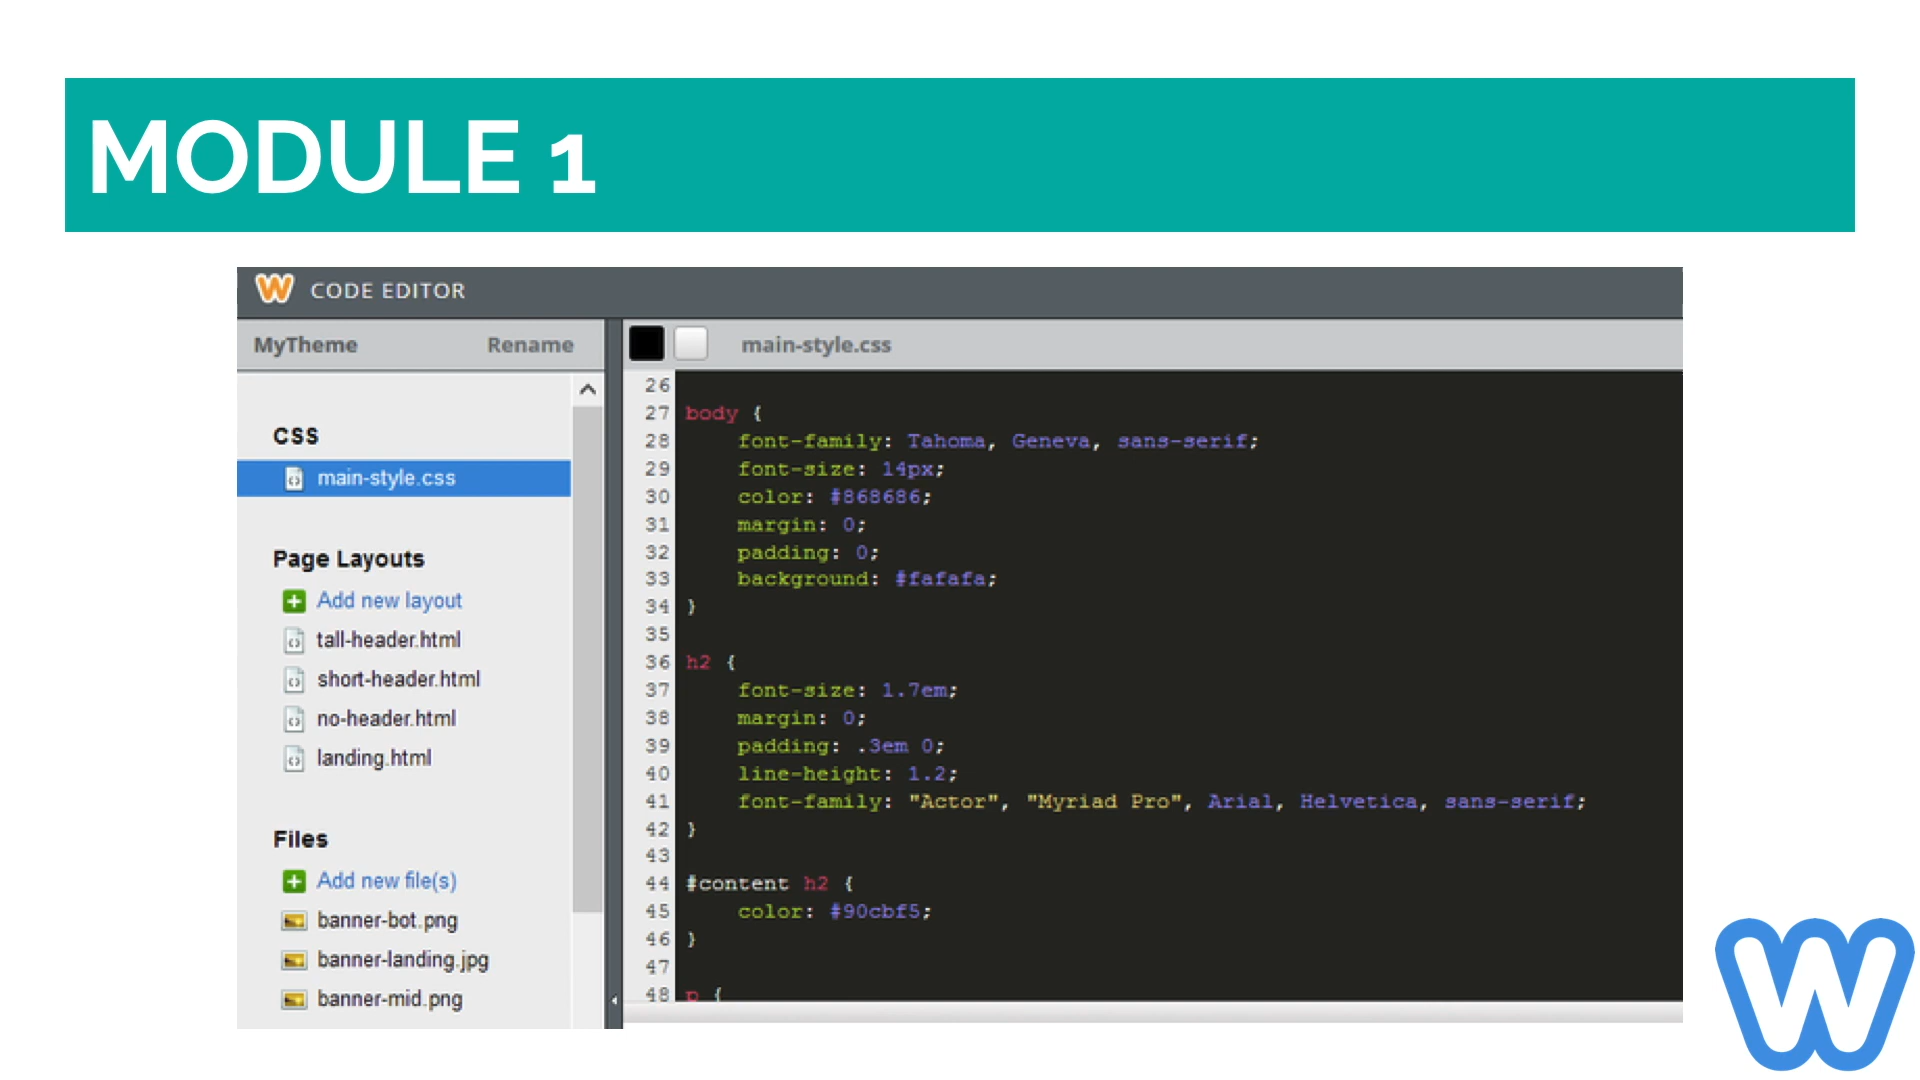 MODULE 1
W CODE EDITOR
MyTheme Rename
CSS
main-style.css
Page Layouts
Add new layout
tall-header.html
short-header.html
no-header.html
landing.html
Files
Add new file(s)
banner-bot.png
banner-landing.jpg
banner-mid.png
main-style.css
26
27 body {
28 font-family: Tahoma, Geneva, sans-serif;
29 font-size: 14px;
30 color: #868686;
31 margin: 0;
32 padding: 0;
33 background: #fafafa;
34 }
35
36 h2 {
37 font-size: 1.7em;
38 margin: 0;
39 padding: .3em 0;
40 line-height: 1.2;
41 font-family: "Actor", "Myriad Pro", Arial, Helvetica, sans-serif;
42 }
43
44 #content h2 {
45 color: #90cbf5;
46 }
47
48 p {
W